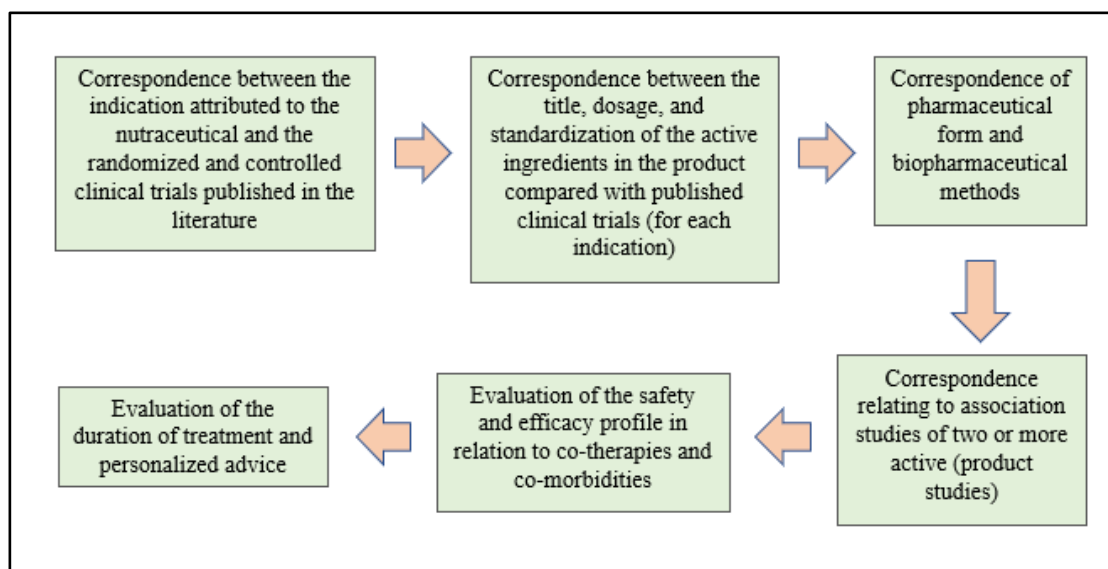 Correspondence between the
indication attributed to the
nutraceutical and the
randomized and controlled
clinical trials published in the
literature
Correspondence between the
title, dosage, and
standardization of the active
ingredients in the product
compared with published
clinical trials (for each
indication)
Correspondence of
pharmaceutical
form and
biopharmaceutical
methods
Correspondence
relating to association
studies of two or more
active (product
studies)
Evaluation of the safety
and efficacy profile in
relation to co-therapies and
co-morbidities
Evaluation of the
duration of treatment and
personalized advice